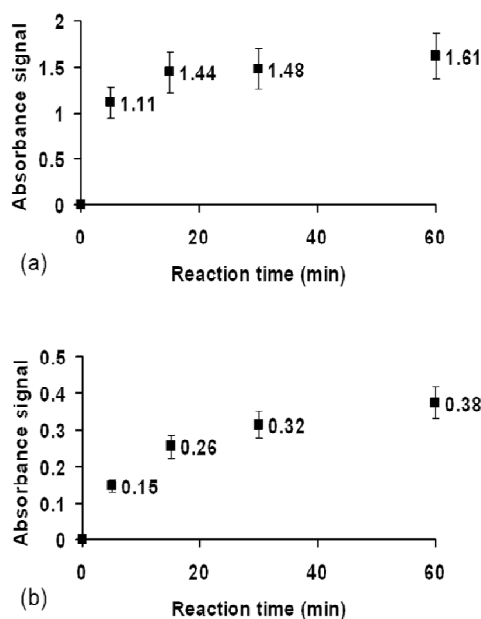 2
1.5
1
0.5
0
Absorbance signal
1.11
1.44
1.48
1.61
0 20 40 60
Reaction time (min)
(a)
0.5
0.4
0.3
0.2
0.1
0
Absorbance signal
0.15
0.26
0.32
0.38
0 20 40 60
Reaction time (min)
(b)